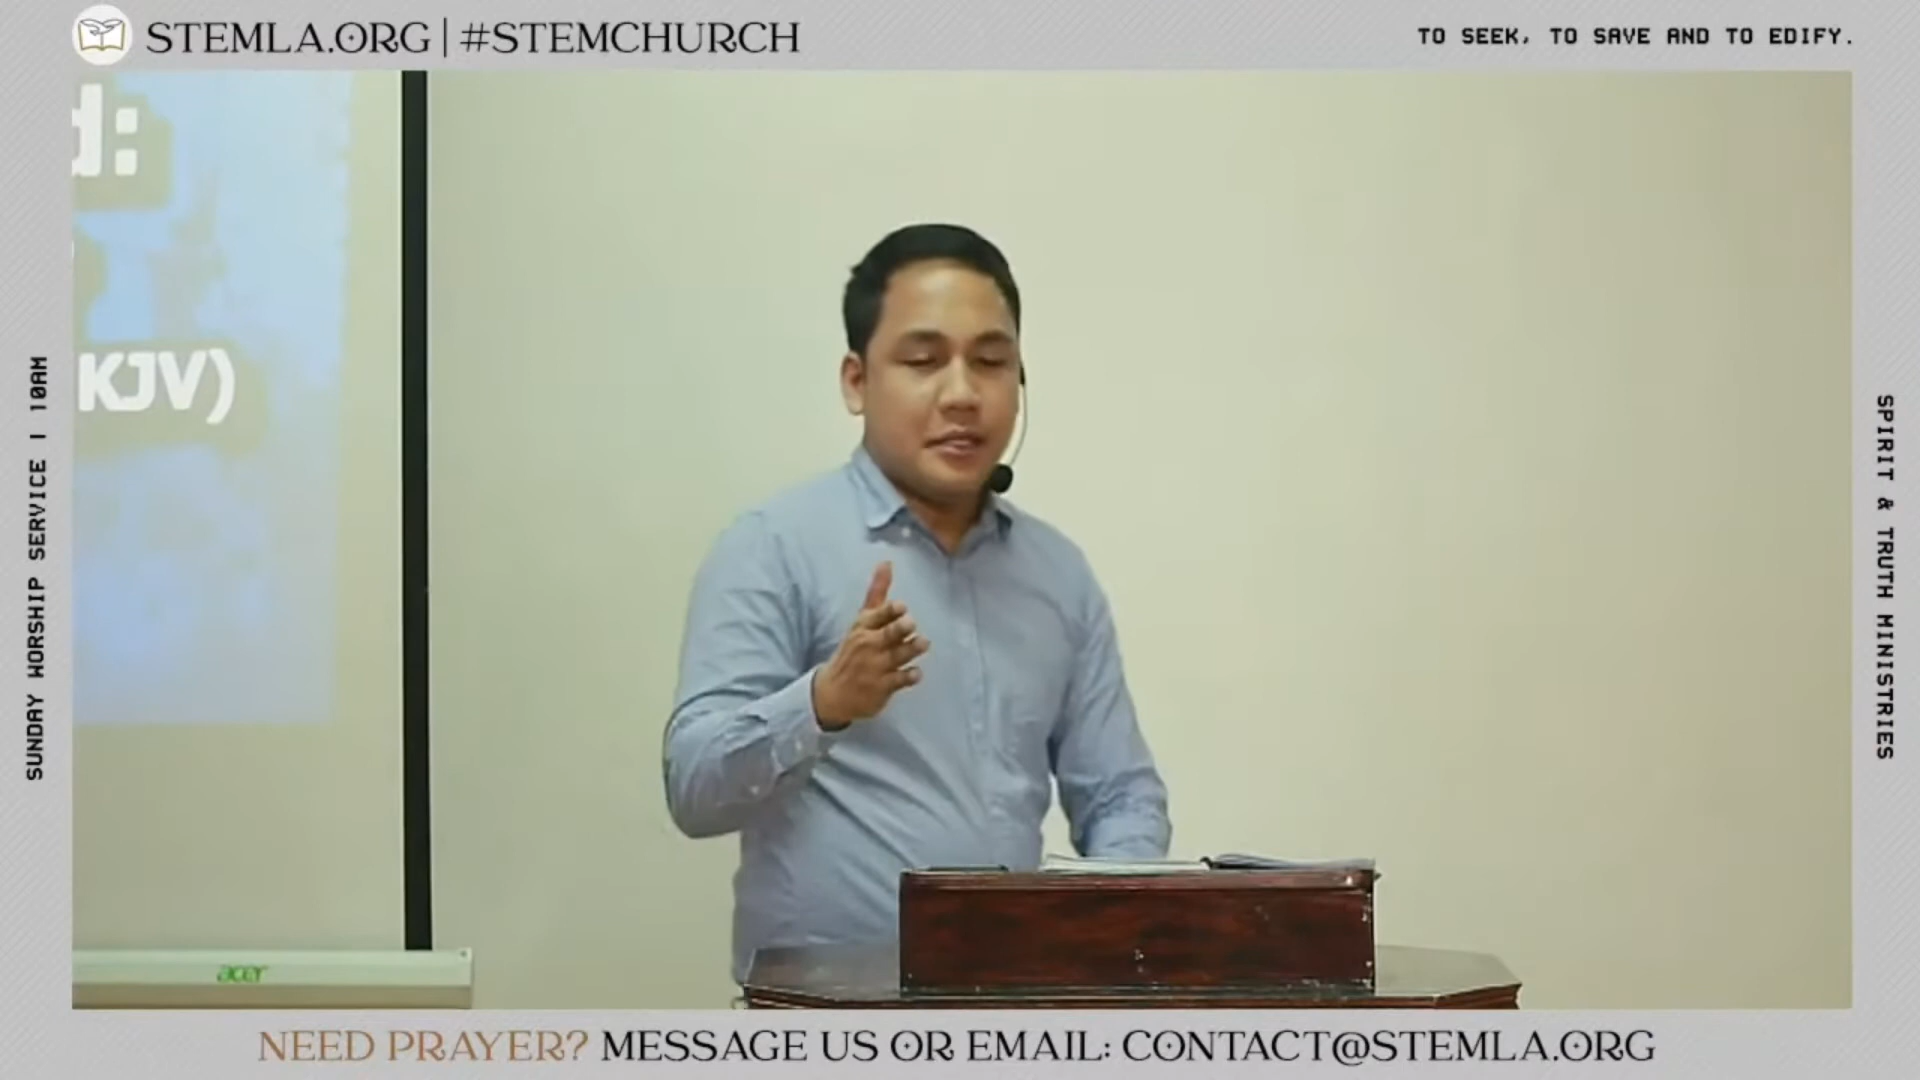 STEMLA.ORG | #STEMCHURCH
TO SEEK, TO SAVE AND TO EDIFY.
d:
KJV)
SUNDAY WORSHIP SERVICE | 10AM
SPIRIT & TRUTH MINISTRIES
acer
NEED PRAYER? MESSAGE US OR EMAIL: CONTACT@STEMLA.ORG